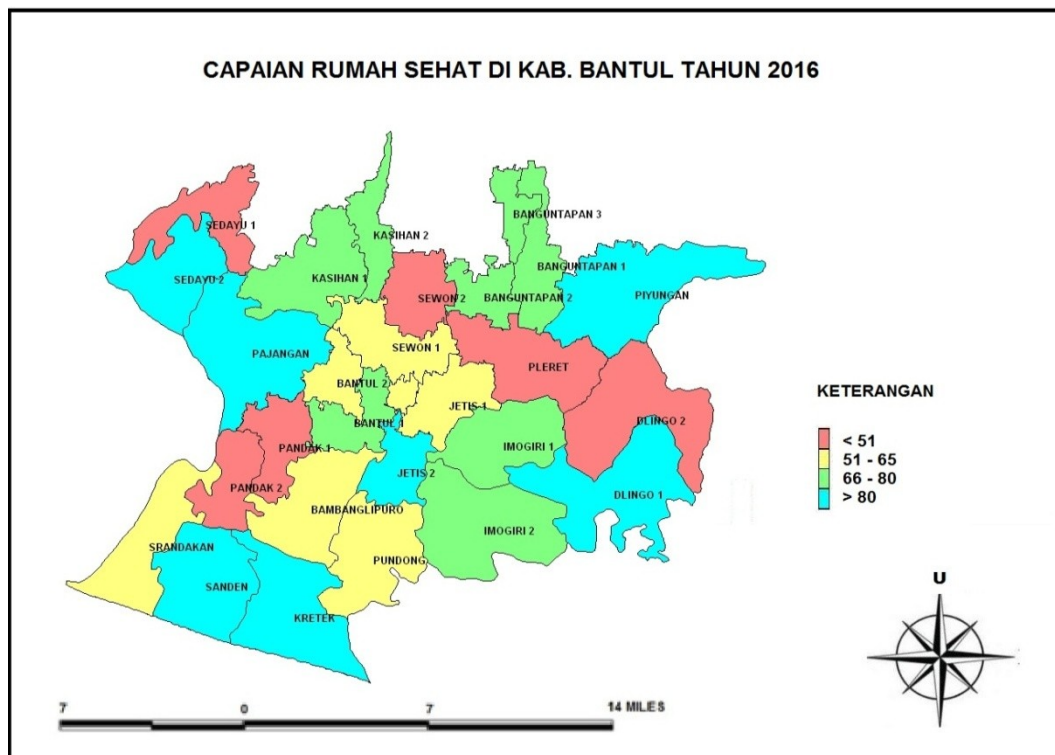 CAPAIAN RUMAH SEHAT DI KAB. BANTUL TAHUN 2016
BANGUNTAPAN 3
SEDAYU 1
KASIHAN 2
BANGUNTAPAN 1
SEDAYU 2
KASIHAN 1
SEWON 2
BANGUNTAPAN 2
PIYUNGAN
SEWON 1
PAJANGAN
PLERET
BANTUL 2
JETIS 1
BANTUL 1
DLINGO 2
PANDAK 1
IMOGIRI 1
JETIS 2
PANDAK 2
DLINGO 1
BAMBANGLIPURO
IMOGIRI 2
SRANDAKAN
PUNDONG
SANDEN
KRETEK
KETERANGAN
< 51
51 - 65
66 - 80
> 80
U
7 0 7 14 MILES